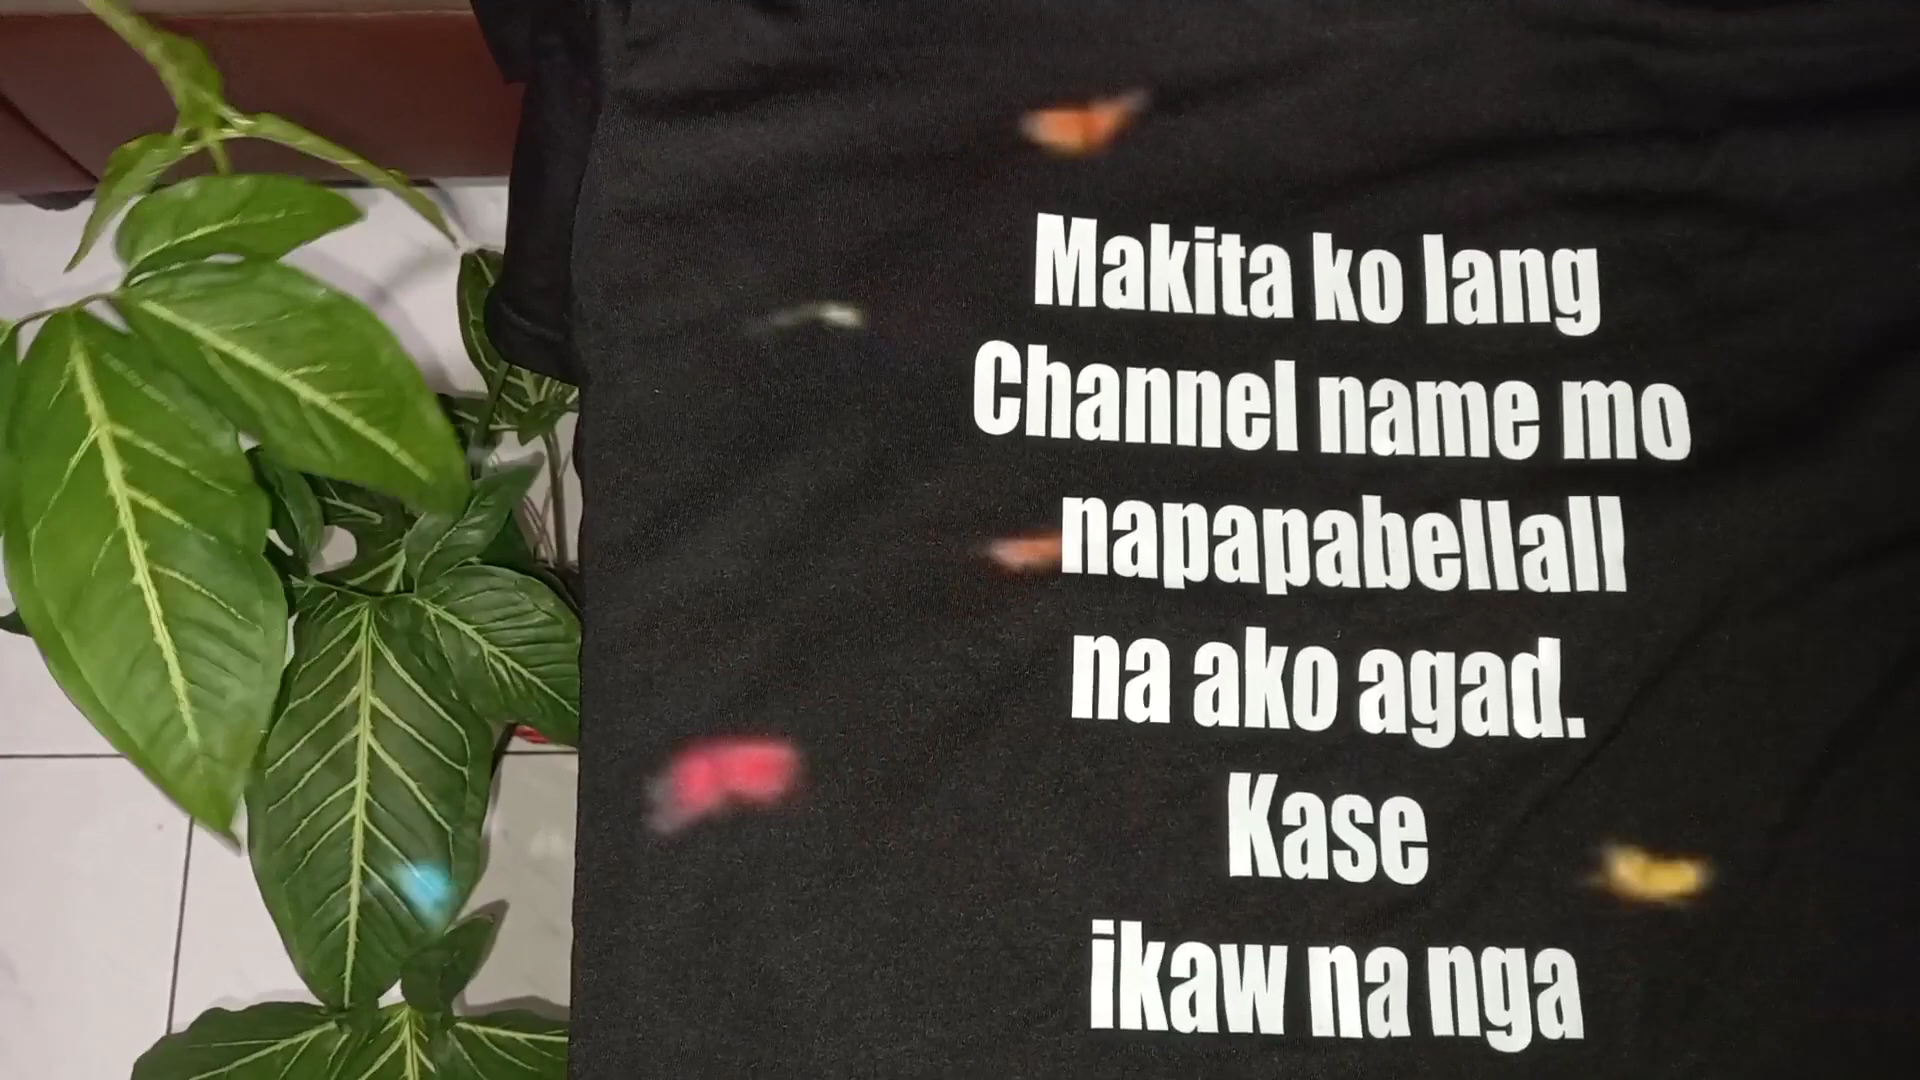 Makita ko lang
Channel name mo
napapabellall
na ako agad.
Kase
ikaw na nga